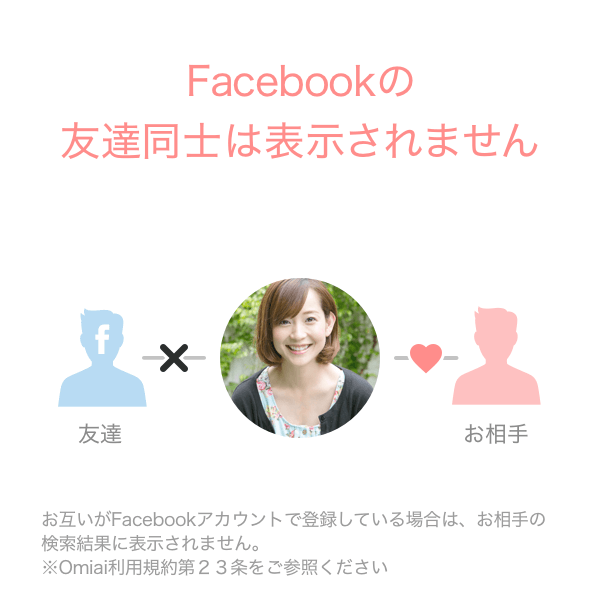 Facebookの
友達同士は表示されません
f
友達
お相手
お互いがFacebookアカウントで登録している場合は、お相手の
検索結果に表示されません。
※Omiai利用規約第２３条をご参照ください